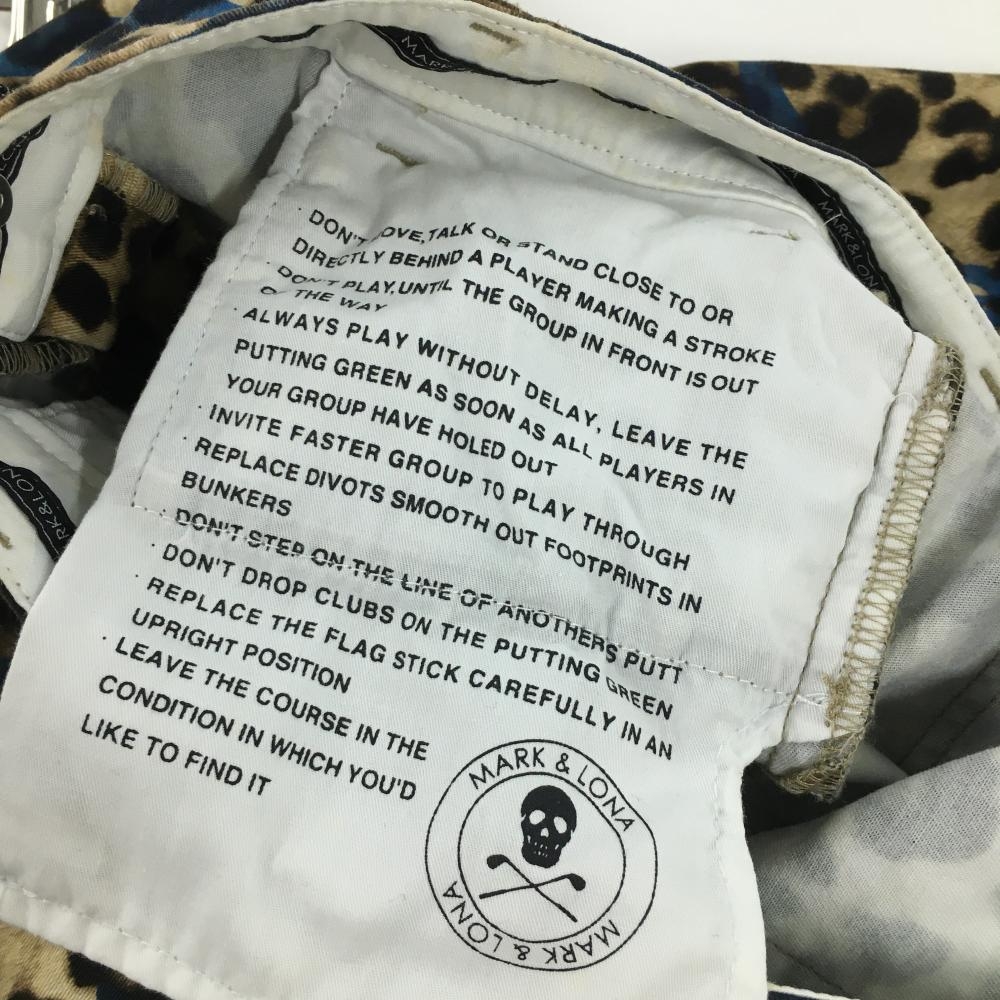 MARK
MARK&LON
RK&LON
· DON'T MOVE,TALK OR STAND CLOSE TO OR
DIRECTLY BEHIND A PLAYER MAKING A STROKE
· DON'T PLAY,UNTIL THE GROUP IN FRONT IS OUT
OF THE WAY
· ALWAYS PLAY WITHOUT DELAY, LEAVE THE
PUTTING GREEN AS SOON AS ALL PLAYERS IN
YOUR GROUP HAVE HOLED OUT
· INVITE FASTER GROUP TO PLAY THROUGH
· REPLACE DIVOTS SMOOTH OUT FOOTPRINTS IN
BUNKERS
· DON'T STEP ON THE LINE OF ANOTHERS PUTT
· DON'T DROP CLUBS ON THE PUTTING GREEN
· REPLACE THE FLAG STICK CAREFULLY IN AN
UPRIGHT POSITION
· LEAVE THE COURSE IN THE
CONDITION IN WHICH YOU'D
LIKE TO FIND IT
MARK & LONA
MARK & LONA